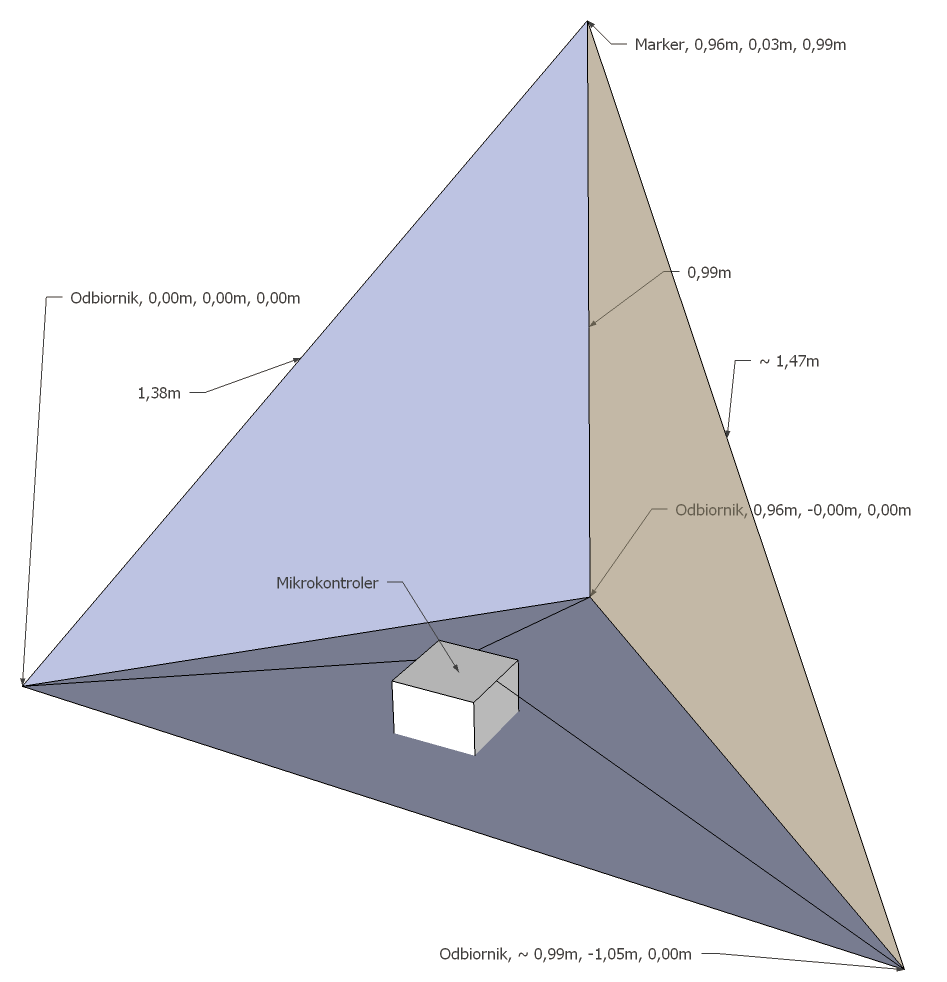 Marker, 0,96m, 0,03m, 0,99m
0,99m
Odbiornik, 0,00m, 0,00m, 0,00m
~ 1,47m
1,38m
Odbiornik, 0,96m, -0,00m, 0,00m
Mikrokontroler
Odbiornik, ~ 0,99m, -1,05m, 0,00m